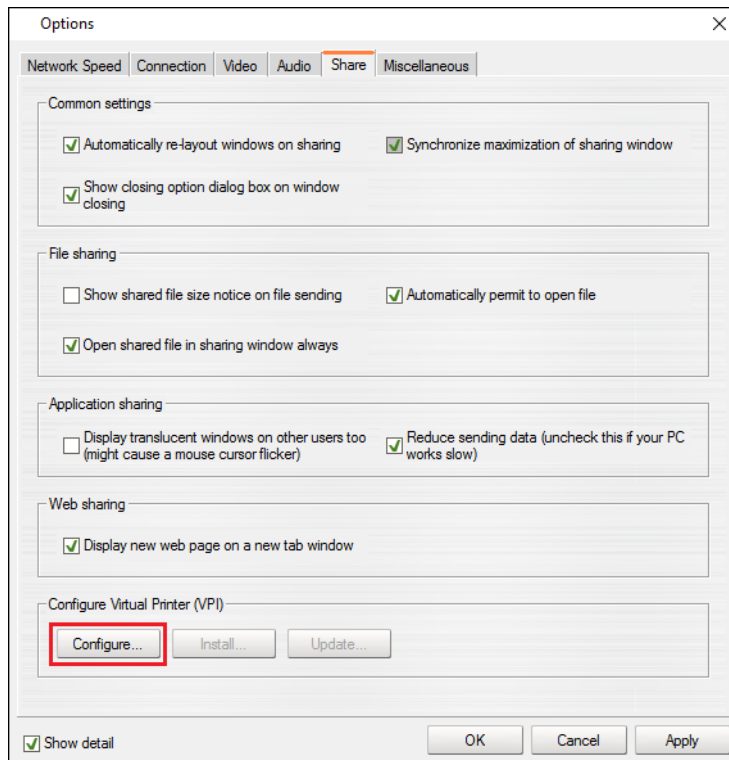 Options
Network Speed Connection Video Audio Share Miscellaneous
Common settings
Automatically re-layout windows on sharing
Synchronize maximization of sharing window
Show closing option dialog box on window
closing
File sharing
Show shared file size notice on file sending
Automatically permit to open file
Open shared file in sharing window always
Application sharing
Display translucent windows on other users too
(might cause a mouse cursor flicker)
Reduce sending data (uncheck this if your PC
works slow)
Web sharing
Display new web page on a new tab window
Configure Virtual Printer (VPI)
Configure... Install... Update...
Show detail
OK Cancel Apply